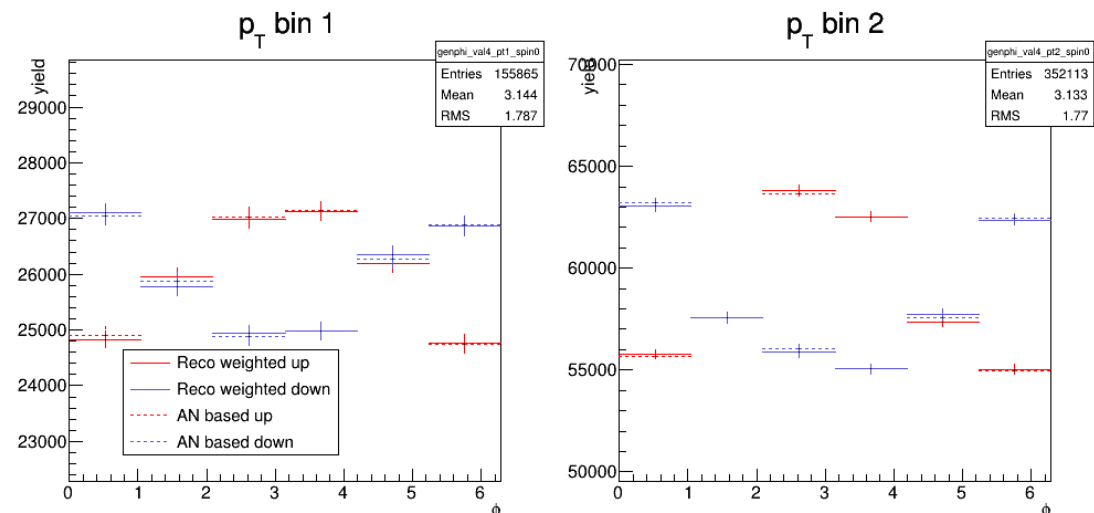 p_T bin 1
yield
genphi_val4_pt1_spin0
Entries 155865
Mean 3.144
RMS 1.787
29000
28000
27000
26000
25000
24000
23000
Reco weighted up
Reco weighted down
AN based up
AN based down
0 1 2 3 4 5 6
ϕ
p_T bin 2
yield
genphi_val4_pt2_spin0
Entries 352113
Mean 3.133
RMS 1.77
70000
65000
60000
55000
50000
0 1 2 3 4 5 6
ϕ